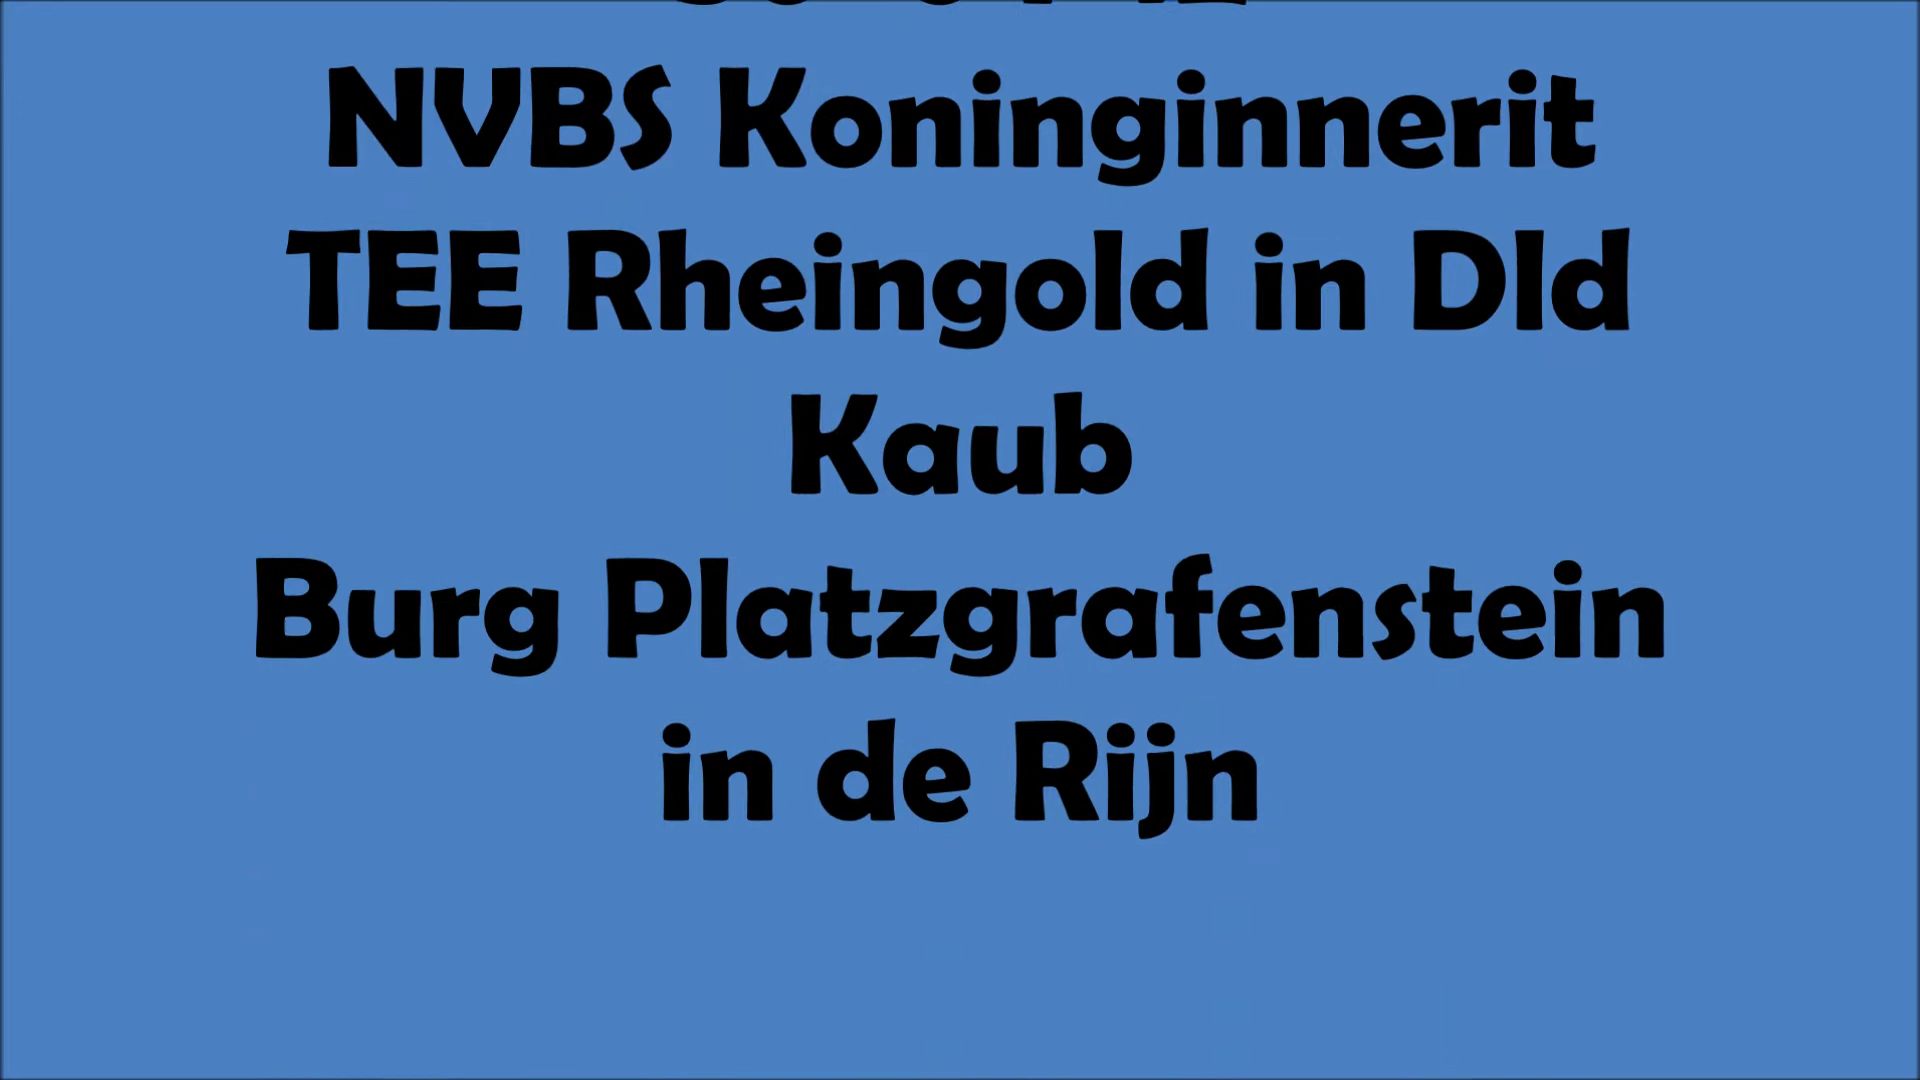 NVBS Koninginnerit
TEE Rheingold in Dld
Kaub
Burg Platzgrafenstein
in de Rijn